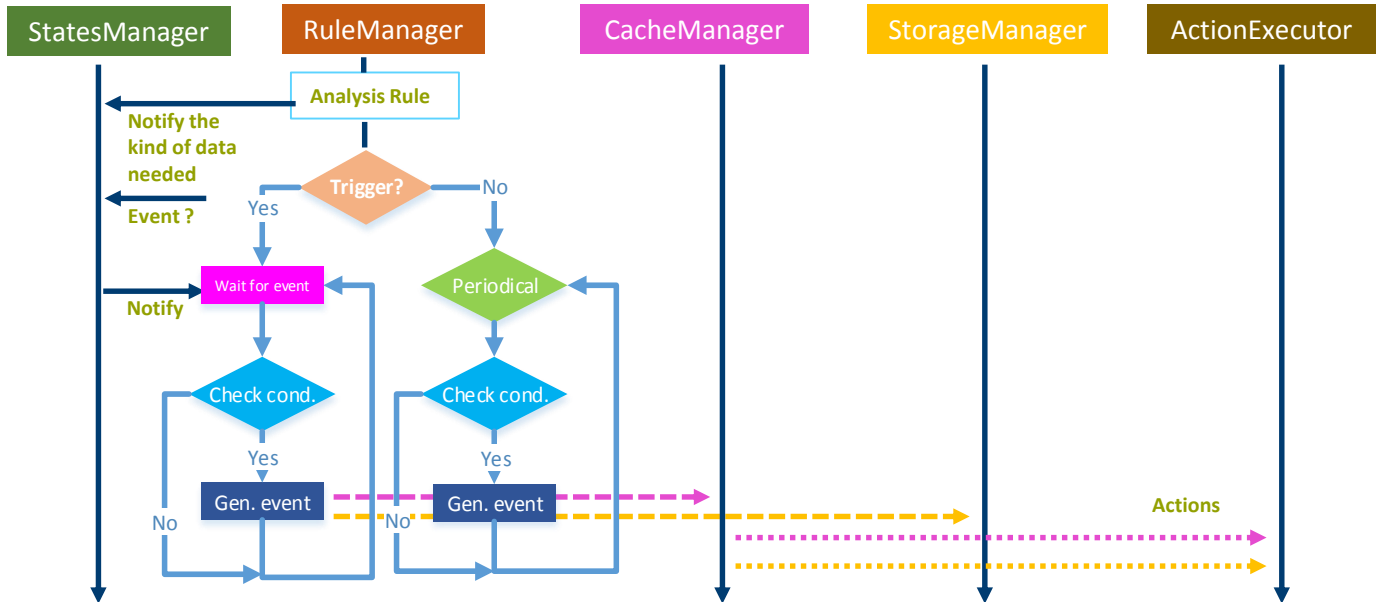 StatesManager
RuleManager
CacheManager
StorageManager
ActionExecutor
Analysis Rule
Notify the
kind of data
needed
Trigger?
No
Yes
Event ?
Wait for event
Periodical
Notify
Check cond.
Check cond.
Yes
Yes
Gen. event
Gen. event
No
No
Actions